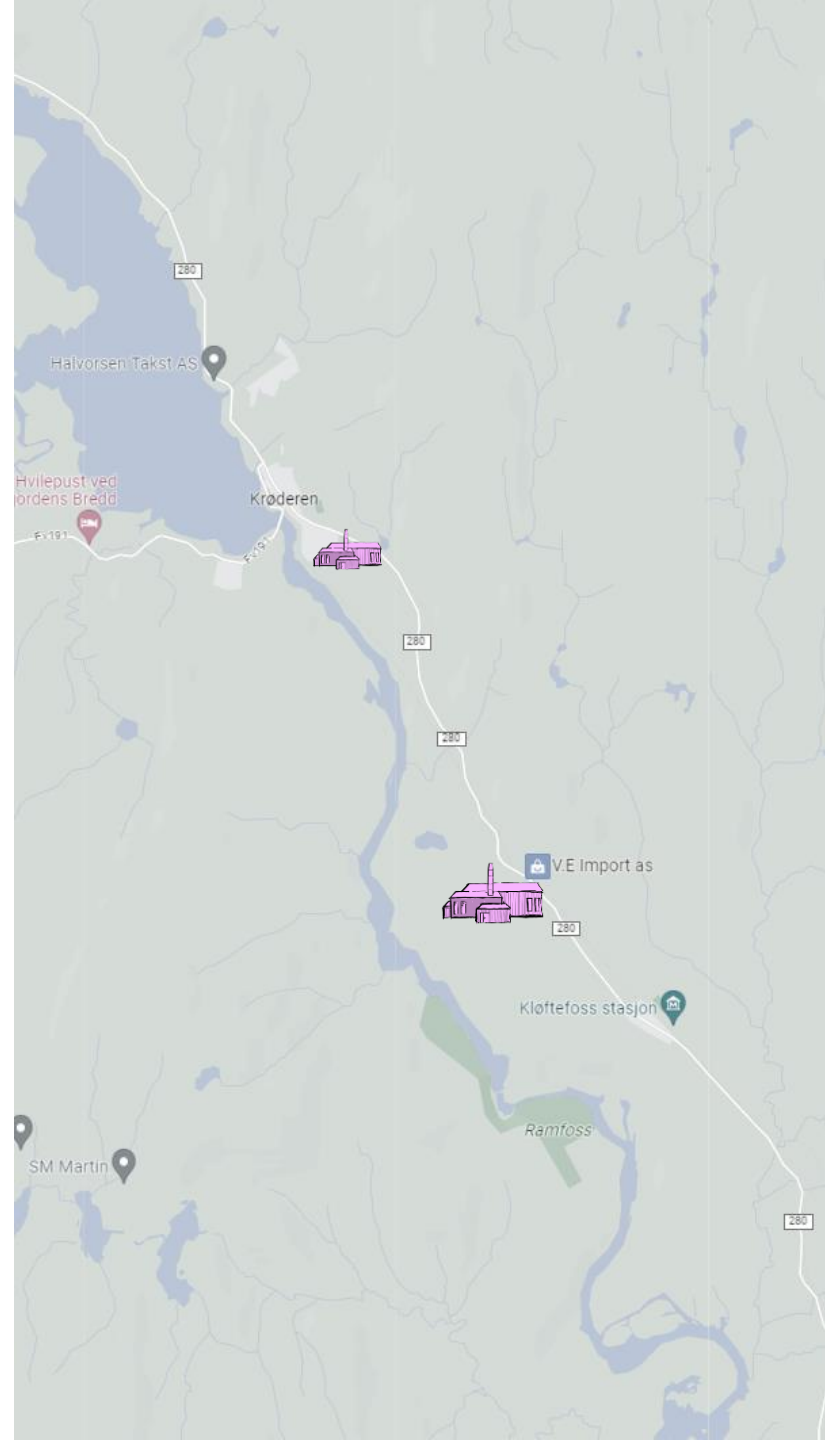 280
Halvorsen Takst AS
Hvilepust ved
jordens Bredd
Krøderen
Fv191
Fv191
280
280
V.E Import as
280
Kløftefoss stasjon
Ramfoss
SM Martin
280